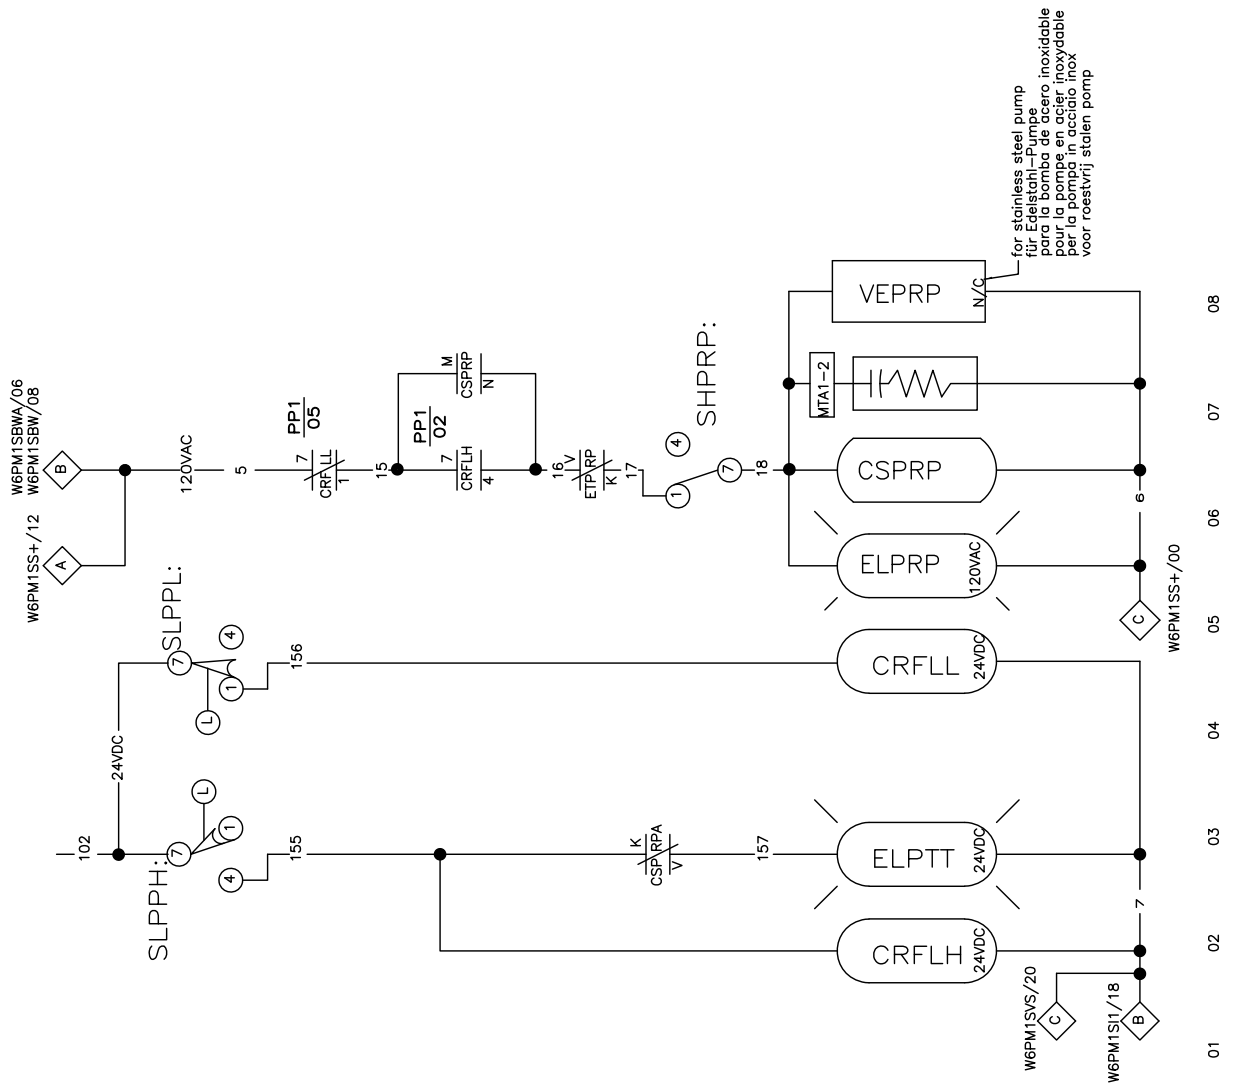 W6PM1SBWA/06
W6PM1SBW/08
B
W6PM1SS+/12
A
120VAC
5
PP1
05
7
CRFLL
1
15
PP1
02
7
CRFLH
4
M
CSPRP
N
16
V
ETPLRP
K
17
1
4
7
SHPRP:
18
MTA1-2
VEPRP
N/C
for stainless steel pump
für Edelstahl-Pumpe
para la bomba de acero inoxidable
pour la pompe en acier inoxydable
per la pompa in acciaio inox
voor roestvrij stalen pomp
CSPRP
ELPRP
120VAC
6
C
W6PM1SS+/00
SLPPL:
7
4
1
L
156
24VDC
CRFLL
24VDC
102
SLPPH:
7
L
1
4
155
K
CSPRPA
V
157
ELPTT
24VDC
CRFLH
24VDC
7
W6PM1SVS/20
C
W6PM1SI1/18
B
01
02
03
04
05
06
07
08